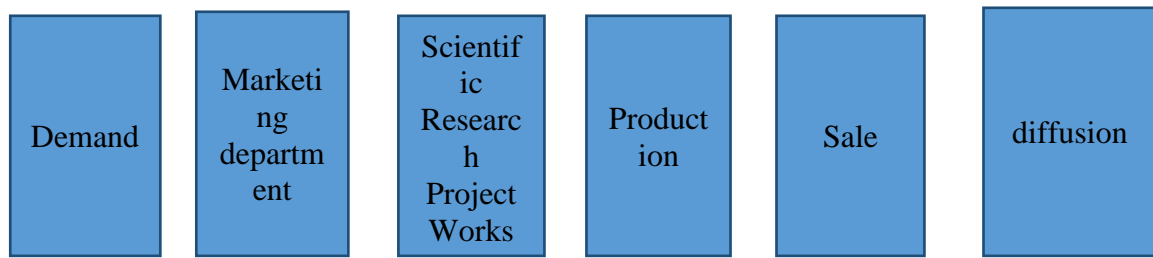 Demand
Marketi
ng
departm
ent
Scientif
ic
Researc
h
Project
Works
Product
ion
Sale
diffusion